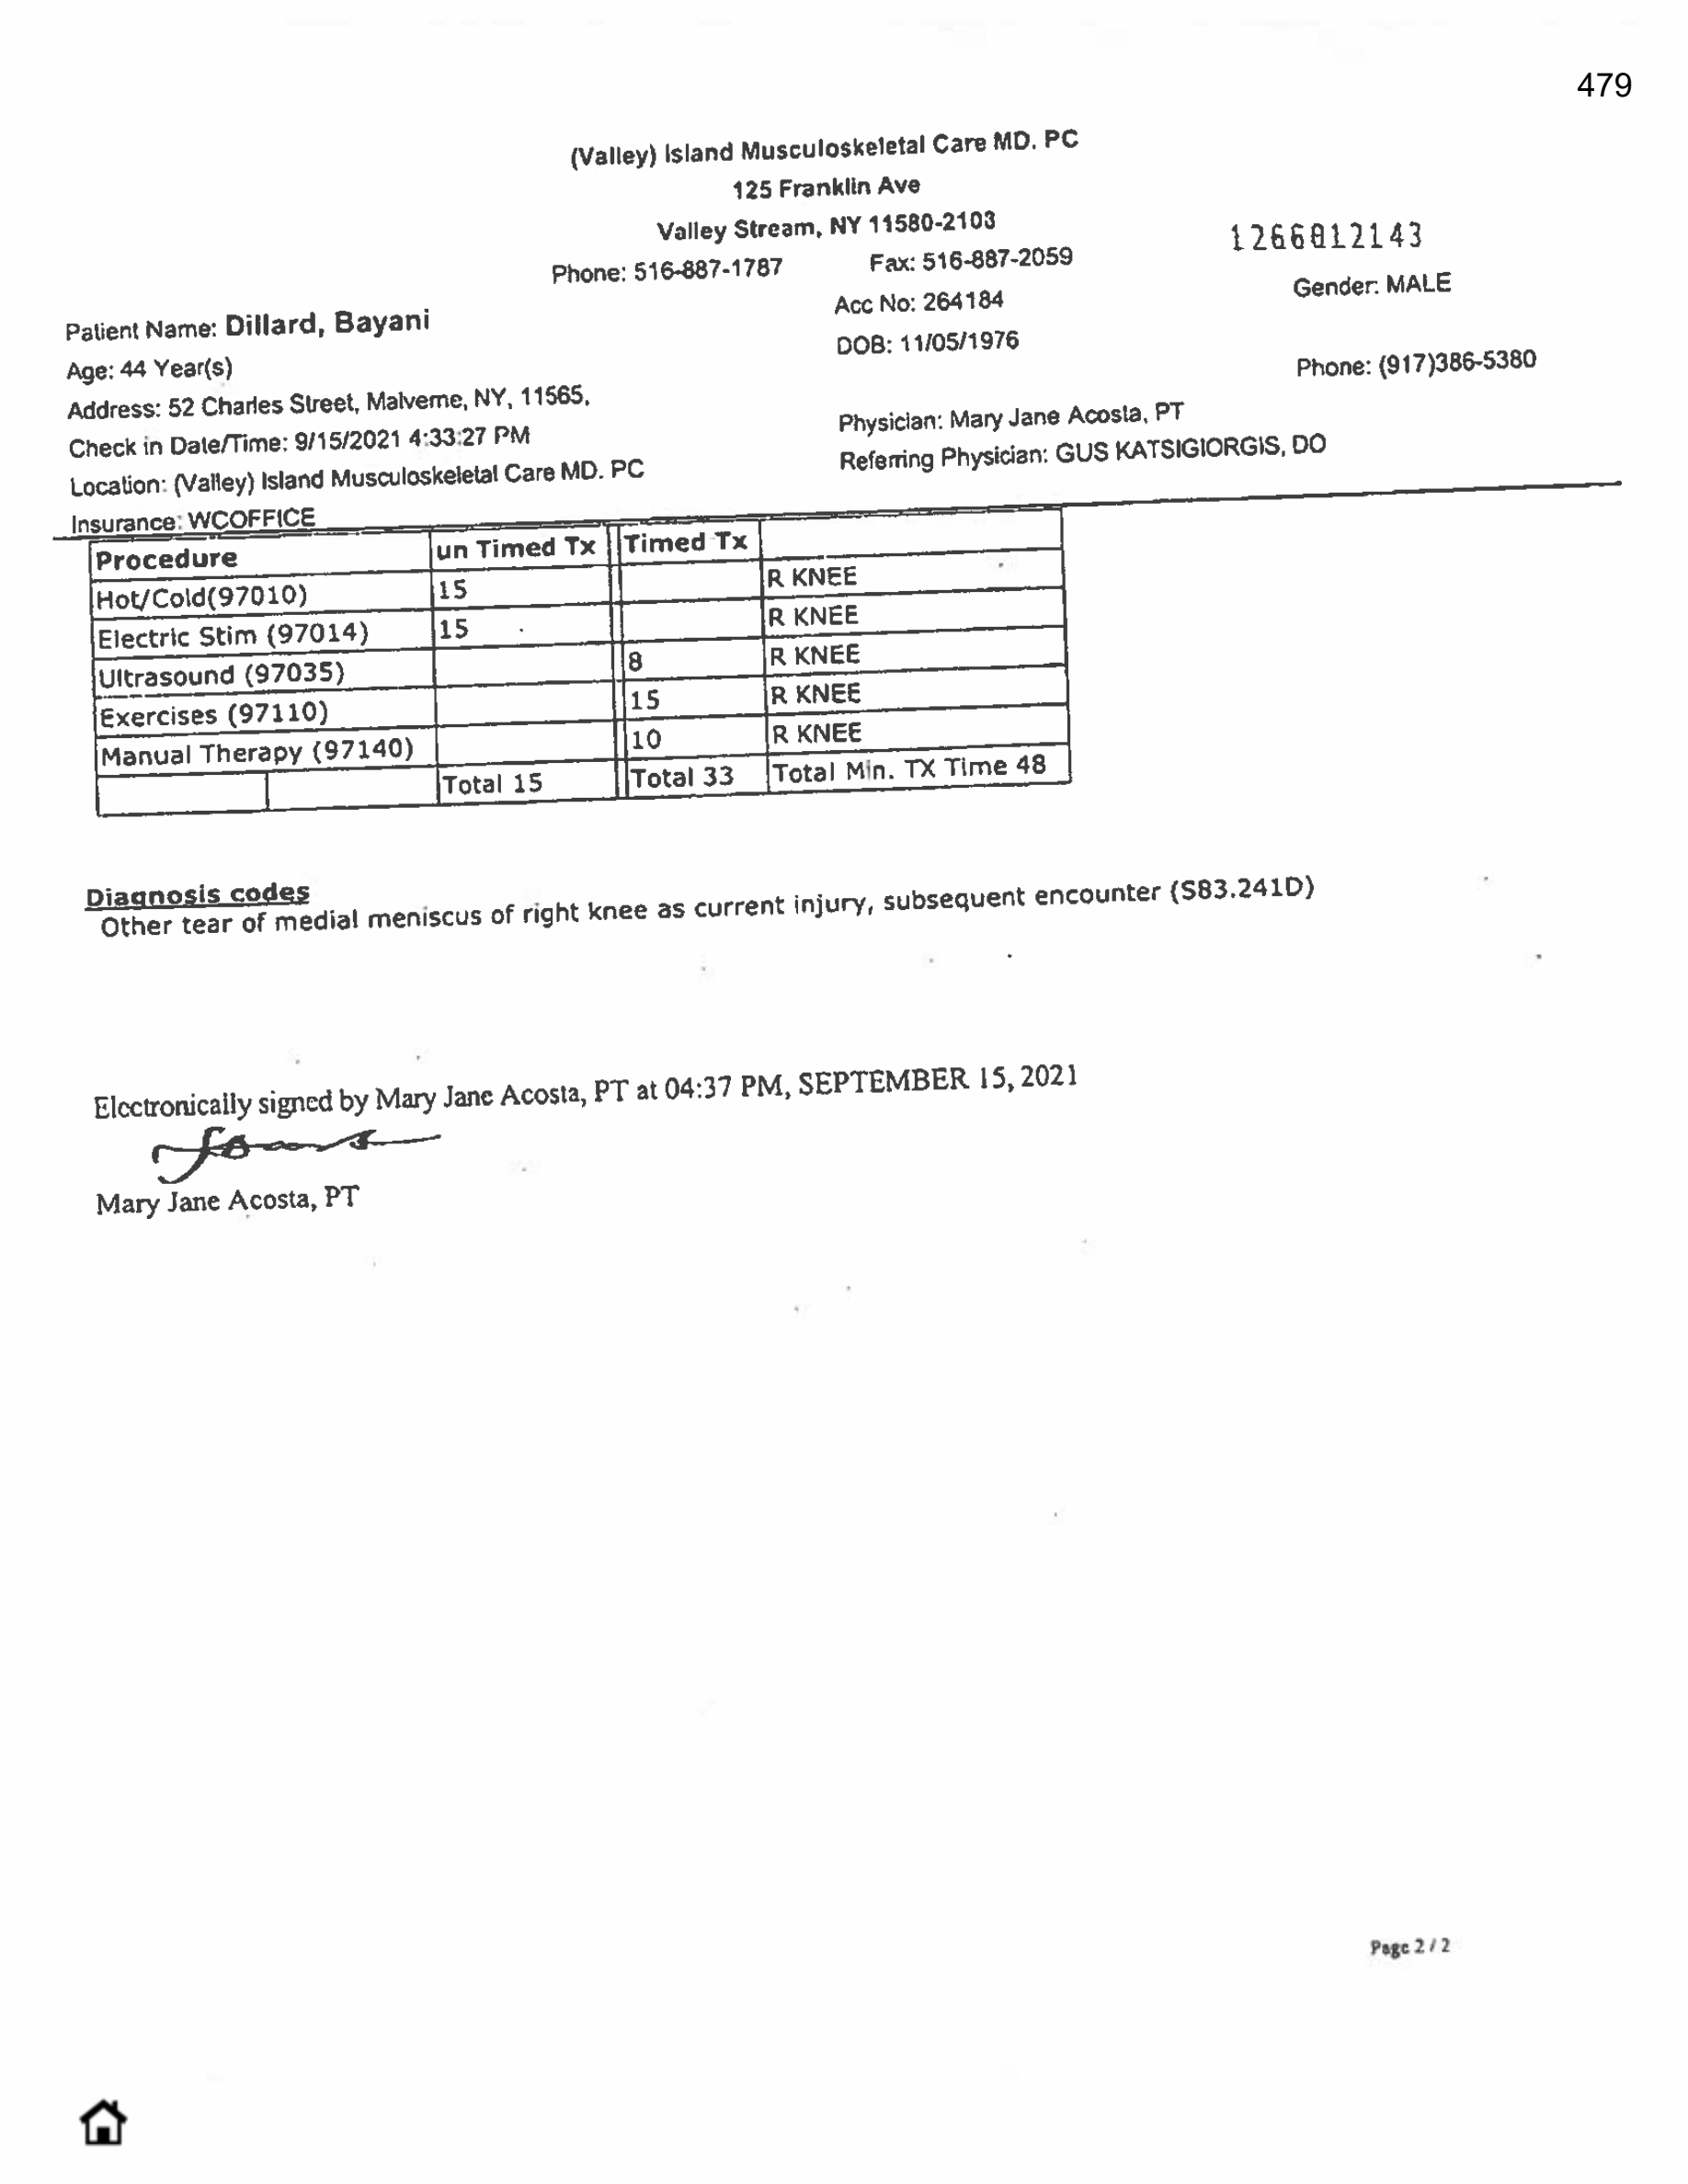 479
(Valley) Island Musculoskeletal Care MD. PC
125 Franklin Ave
Valley Stream, NY 11580-2103
1266812143
Phone: 516-887-1787 Fax: 516-887-2059
Acc No: 264184 Gender: MALE
Patient Name: Dillard, Bayani
DOB: 11/05/1976
Age: 44 Year(s) Phone: (917)386-5380
Address: 52 Charles Street, Malverne, NY, 11565,
Physician: Mary Jane Acosta, PT
Check in Date/Time: 9/15/2021 4:33:27 PM
Referring Physician: GUS KATSIGIORGIS, DO
Location: (Valley) Island Musculoskeletal Care MD. PC
Insurance: WCOFFICE
Procedure un Timed Tx Timed Tx
Hot/Cold(97010) 15 R KNEE
Electric Stim (97014) 15 R KNEE
Ultrasound (97035) 8 R KNEE
Exercises (97110) 15 R KNEE
Manual Therapy (97140) 10 R KNEE
Total 15 Total 33 Total Min. TX Time 48
Diagnosis codes
Other tear of medial meniscus of right knee as current injury, subsequent encounter (S83.241D)
Electronically signed by Mary Jane Acosta, PT at 04:37 PM, SEPTEMBER 15, 2021
Mary Jane Acosta, PT
Page 2 / 2